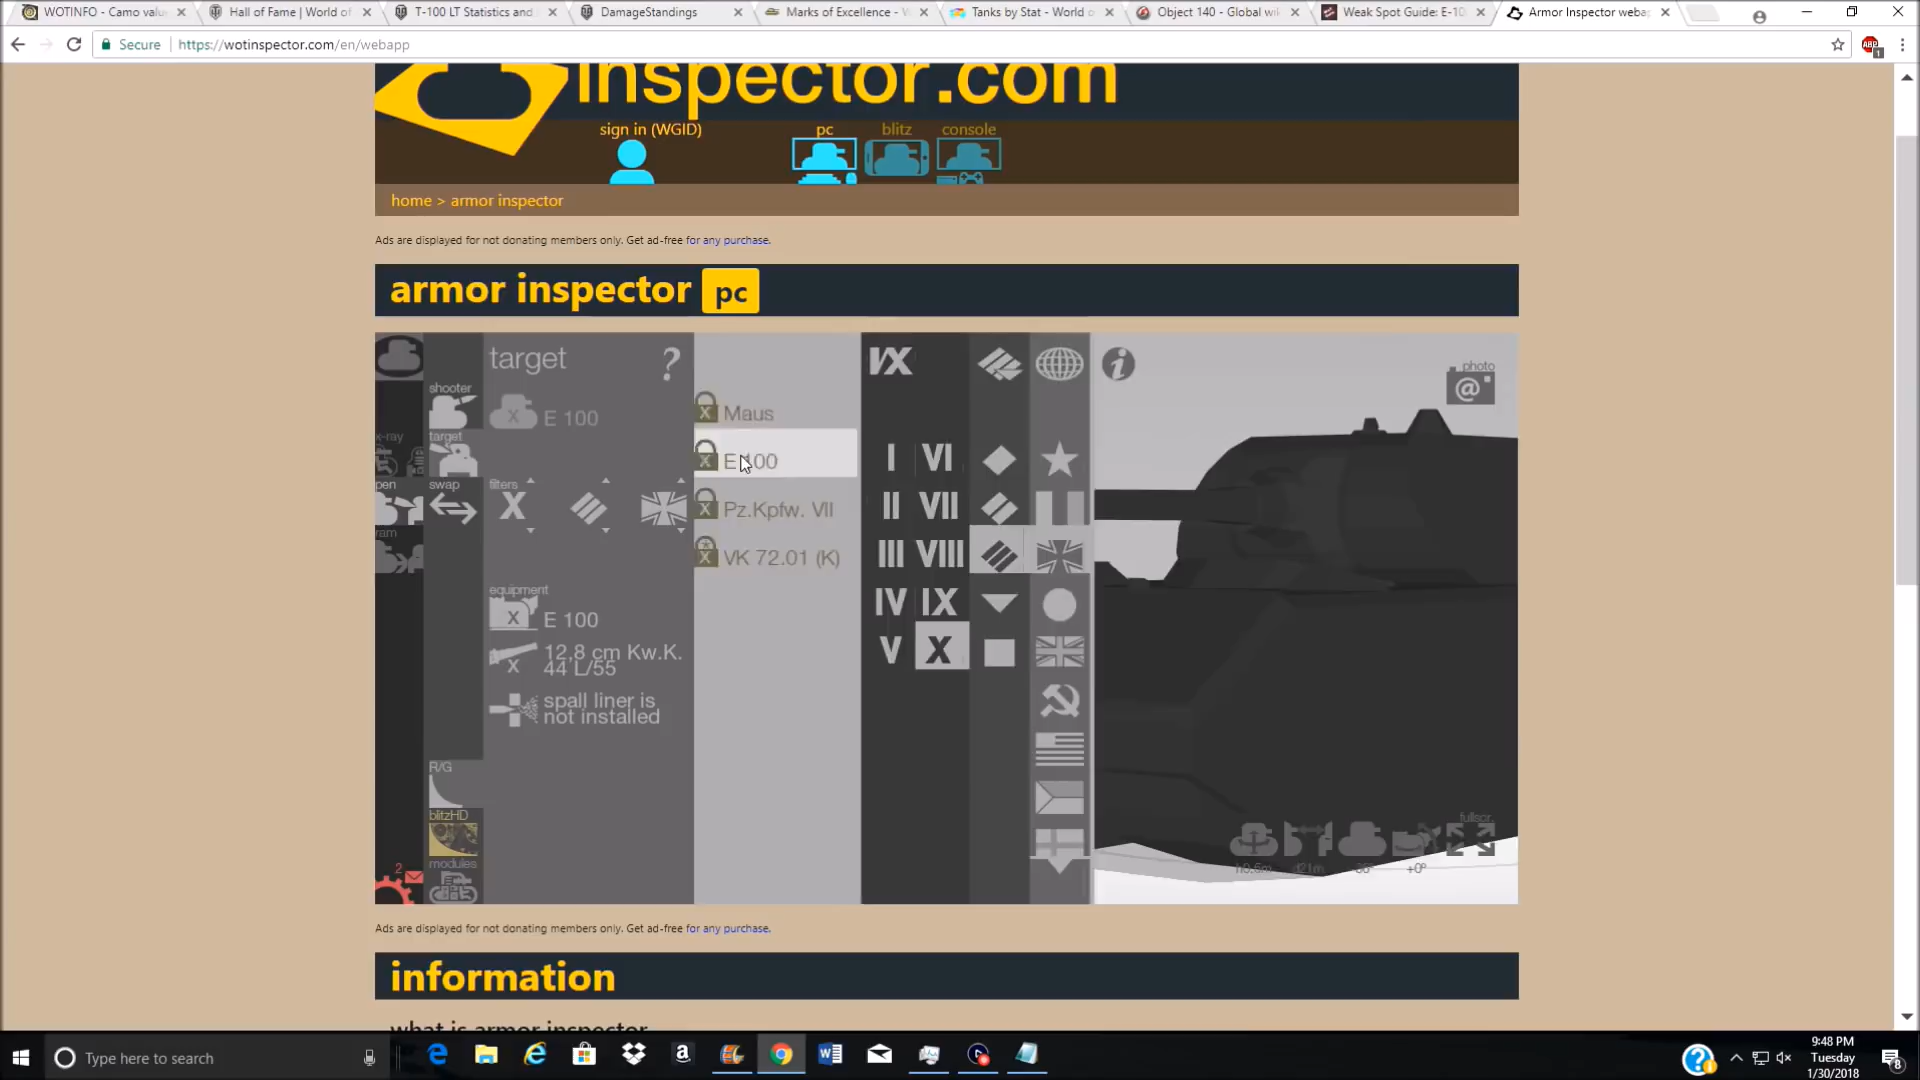 WOTINFO - Camo valu
Hall of Fame | World of
T-100 LT Statistics and
DamageStandings
Marks of Excellence - W
Tanks by Stat - World o
Object 140 - Global wi
Weak Spot Guide: E-10
Armor Inspector weba
Secure
https://wotinspector.com/en/webapp
ABP
1
inspector.com
sign in (WGID)
pc
blitz
console
home > armor inspector
Ads are displayed for not donating members only. Get ad-free for any purchase.
armor inspector pc
target
?
shooter
X
E 100
x-ray
target
pen
swap
filters
X
ram
equipment
X
E 100
X
12,8 cm Kw.K.
44 L/55
spall liner is
not installed
R/G
blitzHD
modules
2
X Maus
X E 100
X Pz.Kpfw. VII
X VK 72.01 (K)
I/X
I VI
II VII
III VIII
IV IX
V X
i
photo
@
fullscr.
+0°
Ads are displayed for not donating members only. Get ad-free for any purchase.
information
what is armor inspector
Type here to search
9:48 PM
Tuesday
1/30/2018
8